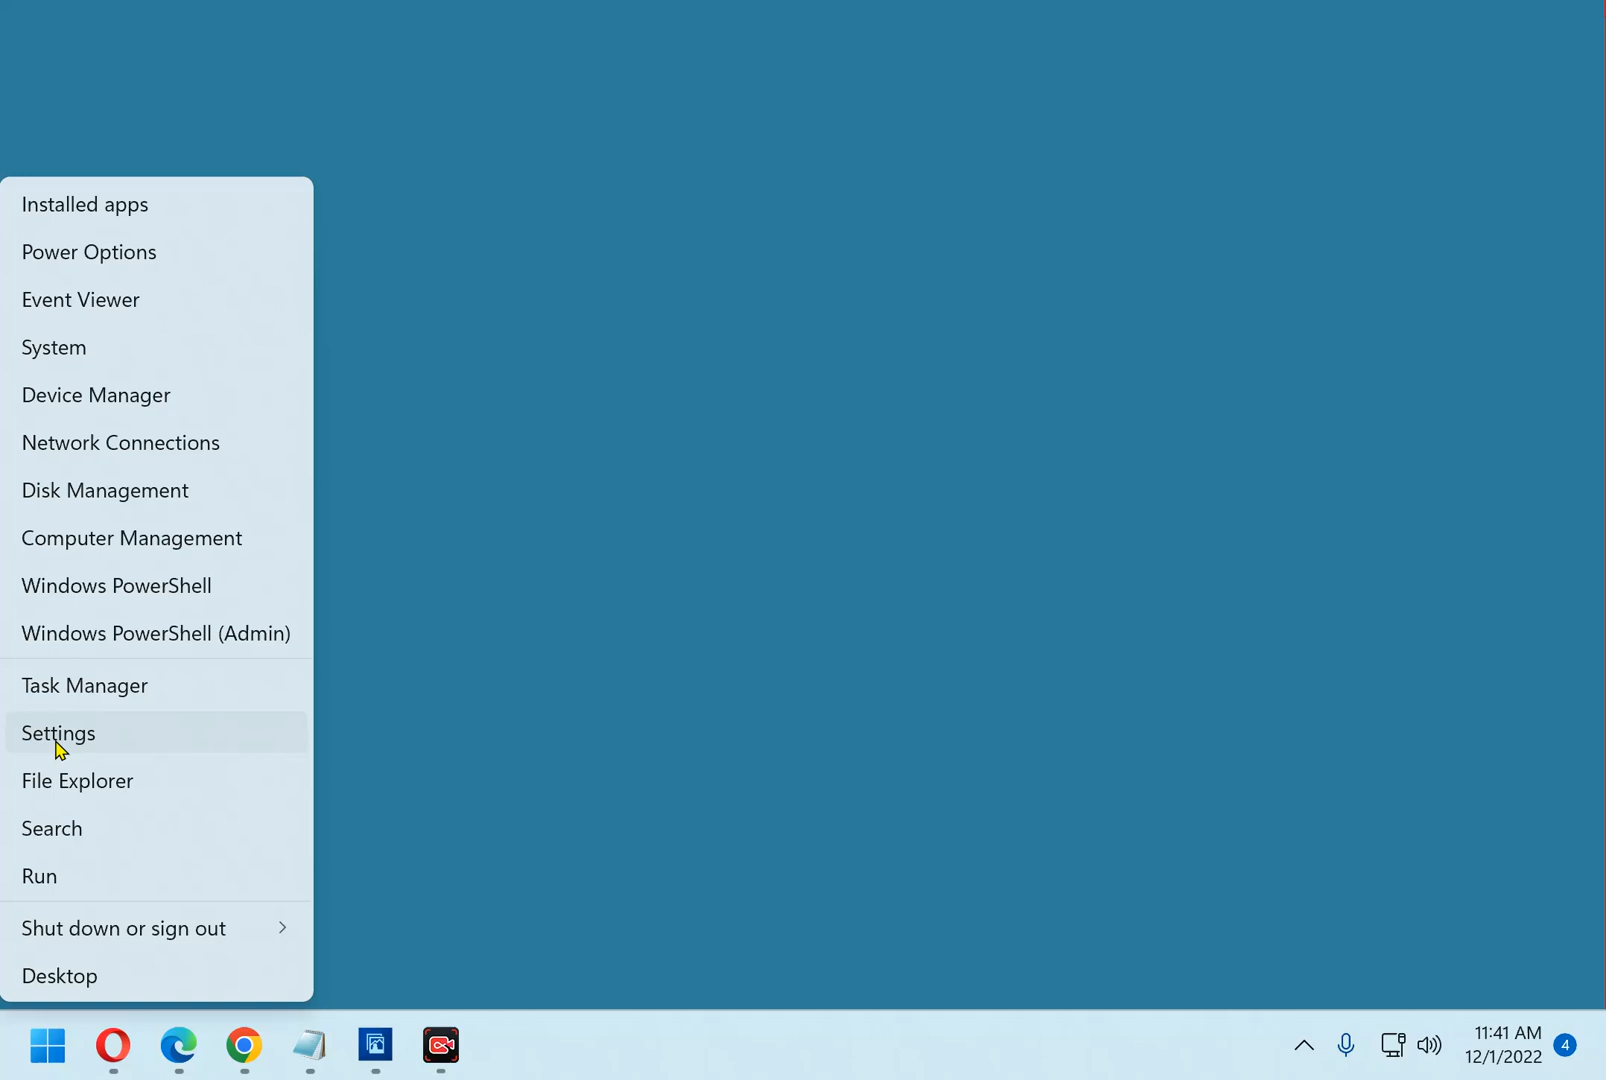 Installed apps
Power Options
Event Viewer
System
Device Manager
Network Connections
Disk Management
Computer Management
Windows PowerShell
Windows PowerShell (Admin)
Task Manager
Settings
File Explorer
Search
Run
Shut down or sign out
Desktop
11:41 AM
12/1/2022
4